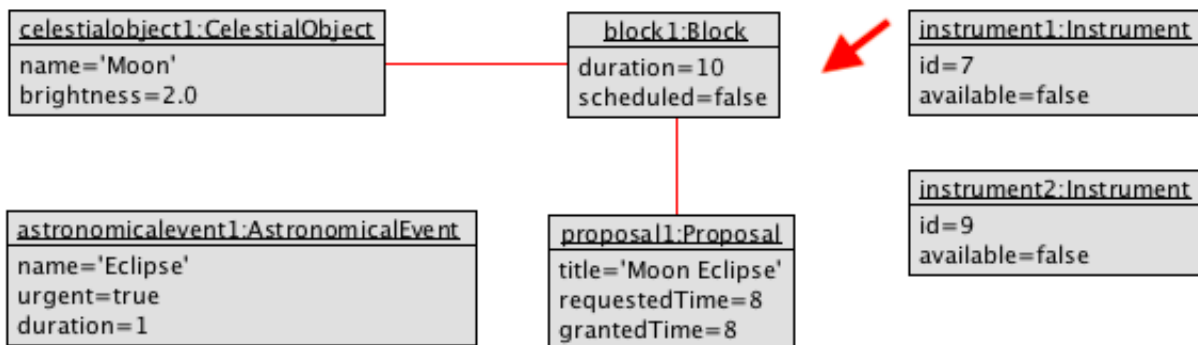 celestialobject1:CelestialObject
name='Moon'
brightness=2.0
block1:Block
duration=10
scheduled=false
instrument1:Instrument
id=7
available=false
instrument2:Instrument
id=9
available=false
astronomicalevent1:AstronomicalEvent
name='Eclipse'
urgent=true
duration=1
proposal1:Proposal
title='Moon Eclipse'
requestedTime=8
grantedTime=8